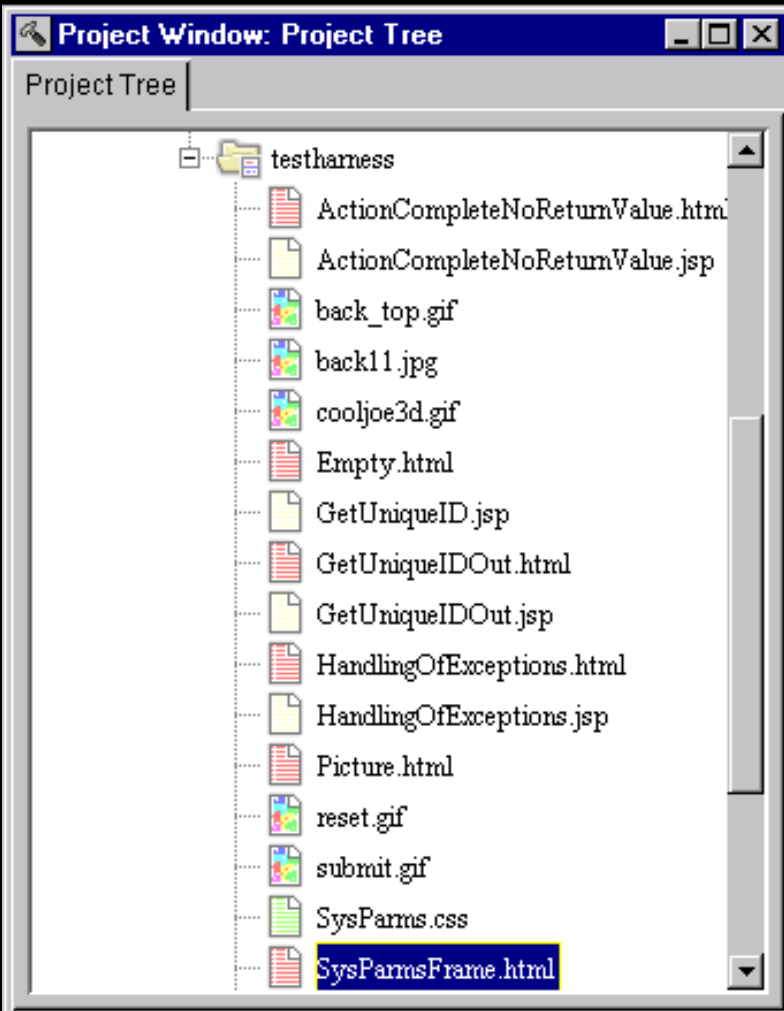 Project Window: Project Tree
Project Tree
testharness
ActionCompleteNoReturnValue.html
ActionCompleteNoReturnValue.jsp
back_top.gif
back11.jpg
cooljoe3d.gif
Empty.html
GetUniqueID.jsp
GetUniqueIDOut.html
GetUniqueIDOut.jsp
HandlingOfExceptions.html
HandlingOfExceptions.jsp
Picture.html
reset.gif
submit.gif
SysParms.css
SysParmsFrame.html